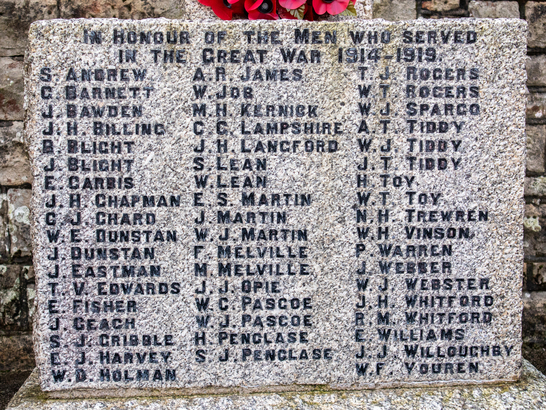 IN HONOUR OF THE MEN WHO SERVED
IN THE GREAT WAR 1914-1919.
S. ANDREW
C. BARNETT
J. BAWDEN
J. H. BILLING
R. BLIGHT
J. BLIGHT
E. CARBIS
J. H. CHAPMAN
C. J. CHARD
W. E. DUNSTAN
J. DUNSTAN
J. EASTMAN
T. V. EDWARDS
E. FISHER
J. GEACH
S. J. GRIBBLE
E. J. HARVEY
W. D. HOLMAN
A. R. JAMES
W. JOB
M. H. KERNICK
C. C. LAMPSHIRE
J. H. LANGFORD
S. LEAN
W. LEAN
E. S. MARTIN
J. MARTIN
W. J. MARTIN
F. MELVILLE
M. MELVILLE
J. J. OPIE
W. C. PASCOE
W. J. PASCOE
H. PENGLASE
S. J. PENGLASE
T. J. ROGERS
W. T. ROGERS
W. J. SPARGO
A. T. TIDDY
W. J. TIDDY
J. T. TIDDY
H. TOY
W. T. TOY
N. H. TREWREN
W. H. VINSON
P. WARREN
J. WEBBER
W. J. WEBSTER
J. H. WHITFORD
R. M. WHITFORD
E. WILLIAMS
J. J. WILLOUGHBY
W. F. YOUREN